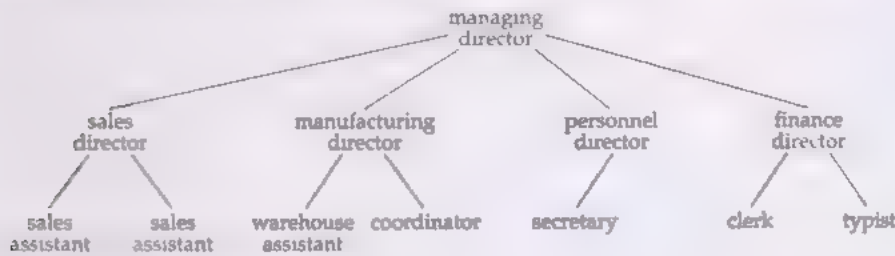 managing
director
sales manufacturing personnel finance
director director director director
sales sales warehouse coordinator secretary clerk typist
assistant assistant assistant